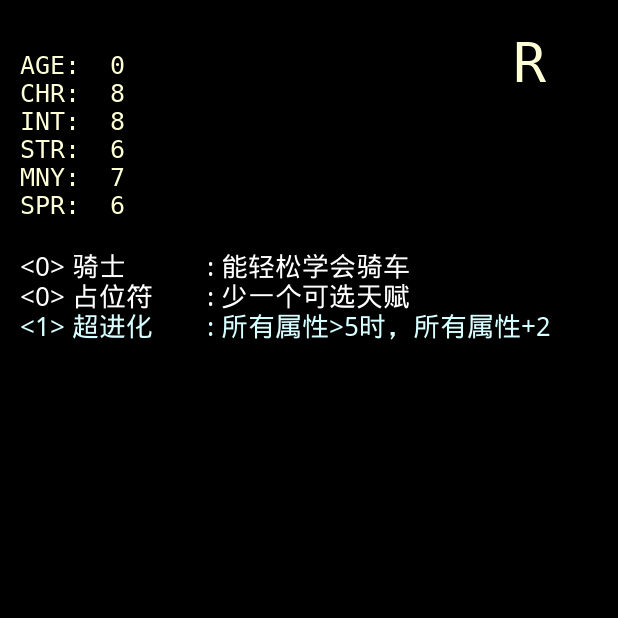 R
AGE: 0
CHR: 8
INT: 8
STR: 6
MNY: 7
SPR: 6
<0> 骑士 : 能轻松学会骑车
<0> 占位符 : 少一个可选天赋
<1> 超进化 : 所有属性>5时，所有属性+2